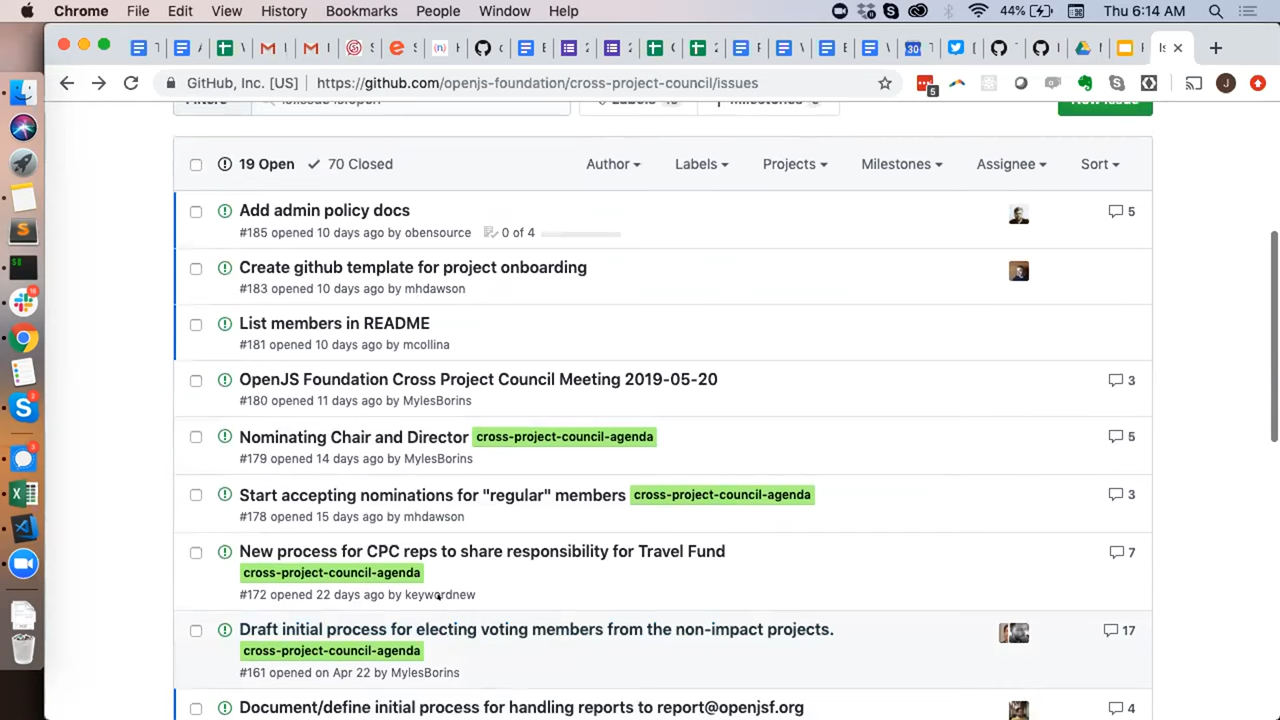 Chrome File Edit View History Bookmarks People Window Help
44% Thu 6:14 AM
GitHub, Inc. [US] https://github.com/openjs-foundation/cross-project-council/issues
5
J
19 Open 70 Closed Author Labels Projects Milestones Assignee Sort
Add admin policy docs 5
#185 opened 10 days ago by obensource 0 of 4
Create github template for project onboarding
#183 opened 10 days ago by mhdawson
List members in README
#181 opened 10 days ago by mcollina
OpenJS Foundation Cross Project Council Meeting 2019-05-20 3
#180 opened 11 days ago by MylesBorins
Nominating Chair and Director cross-project-council-agenda 5
#179 opened 14 days ago by MylesBorins
Start accepting nominations for "regular" members cross-project-council-agenda 3
#178 opened 15 days ago by mhdawson
New process for CPC reps to share responsibility for Travel Fund 7
cross-project-council-agenda
#172 opened 22 days ago by keywordnew
Draft initial process for electing voting members from the non-impact projects. 17
cross-project-council-agenda
#161 opened on Apr 22 by MylesBorins
Document/define initial process for handling reports to report@openjsf.org 4